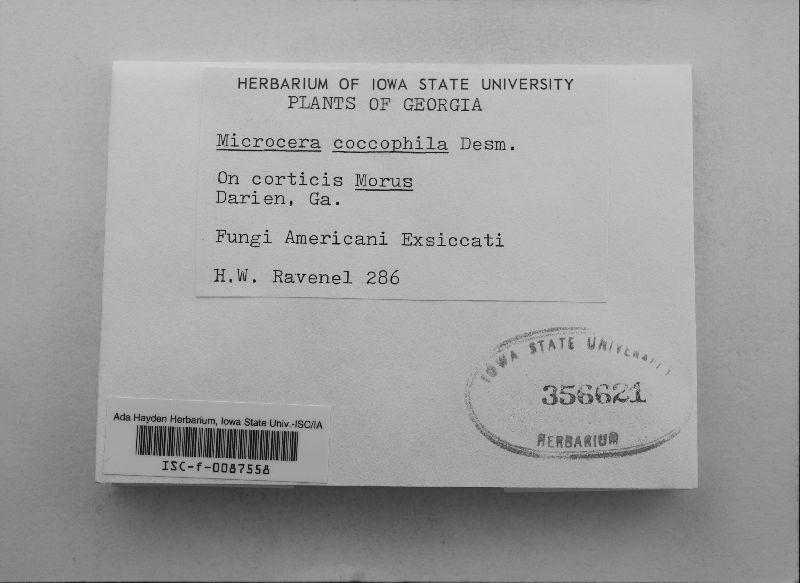 HERBARIUM OF IOWA STATE UNIVERSITY
PLANTS OF GEORGIA
Microcera coccophila Desm.
On corticis Morus
Darien, Ga.
Fungi Americani Exsiccati
H.W. Ravenel 286
IOWA STATE UNIVERSITY
356621
HERBARIUM
Ada Hayden Herbarium, Iowa State Univ.-ISC/IA
ISC-f-0087558